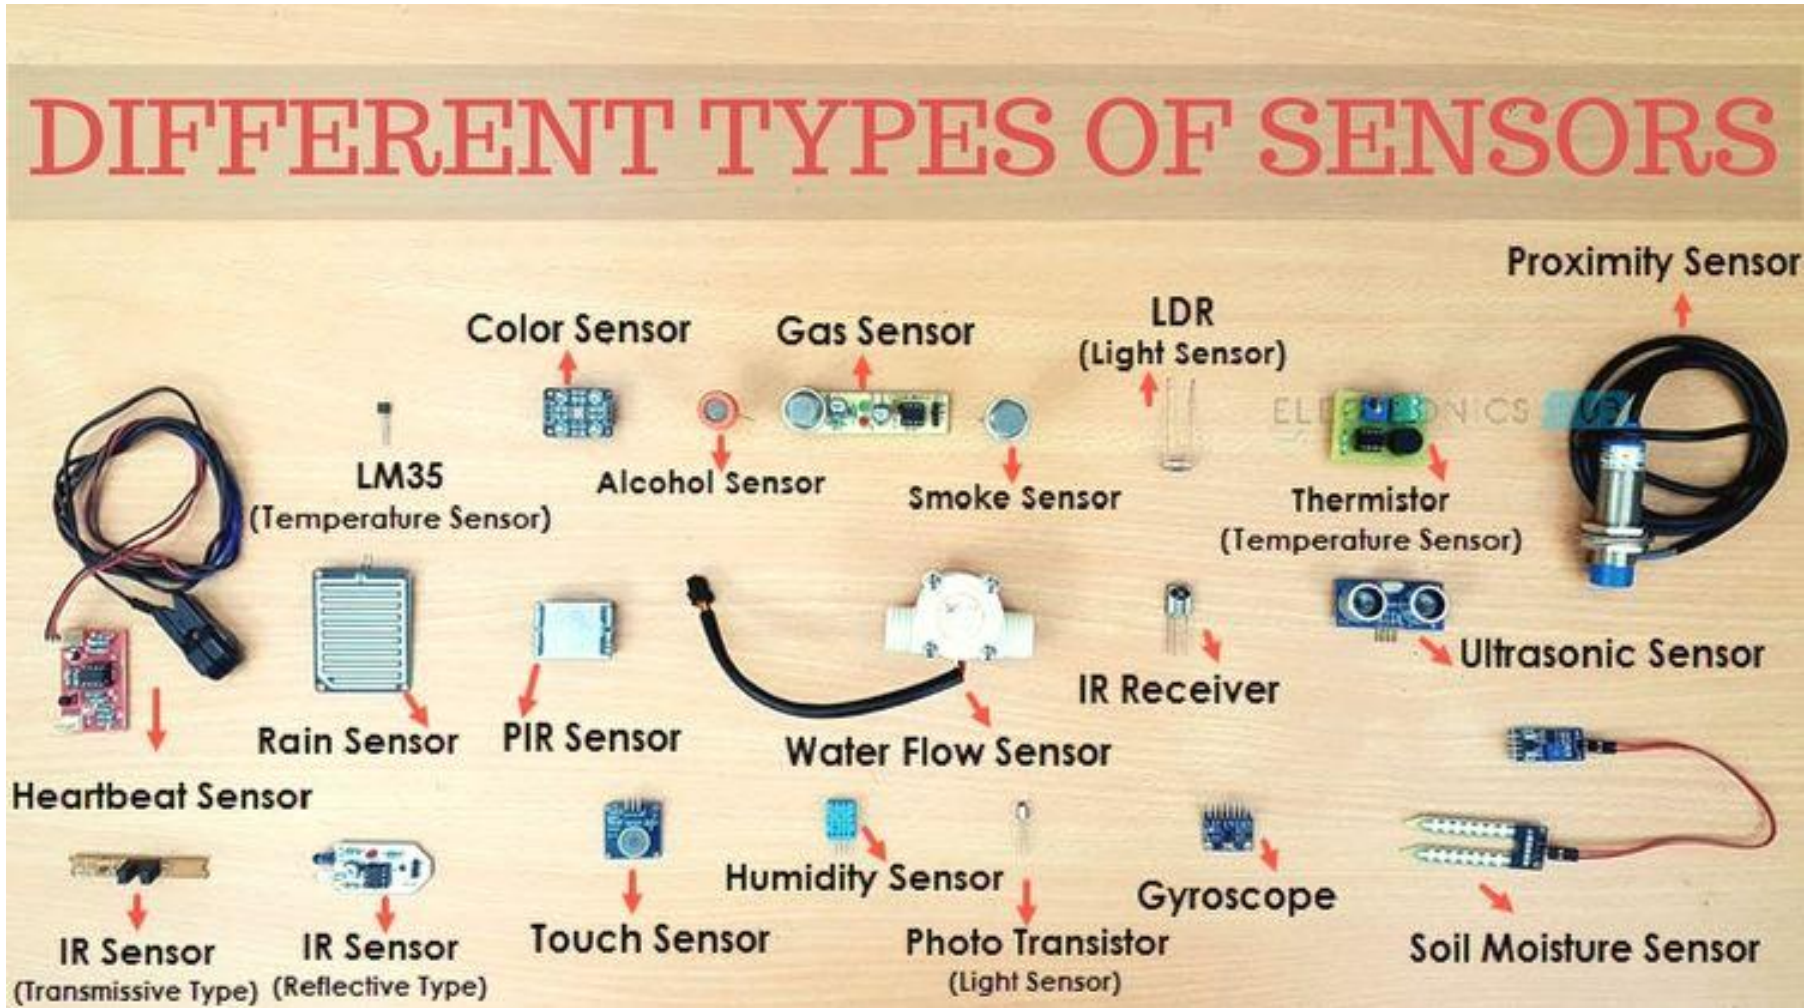 DIFFERENT TYPES OF SENSORS
Proximity Sensor
LDR
(Light Sensor)
Color Sensor
Gas Sensor
LM35
(Temperature Sensor)
Alcohol Sensor
Smoke Sensor
Thermistor
(Temperature Sensor)
ELECTRONICS HUB
Heartbeat Sensor
Rain Sensor
PIR Sensor
Water Flow Sensor
IR Receiver
Ultrasonic Sensor
IR Sensor
(Transmissive Type)
IR Sensor
(Reflective Type)
Touch Sensor
Humidity Sensor
Photo Transistor
(Light Sensor)
Gyroscope
Soil Moisture Sensor